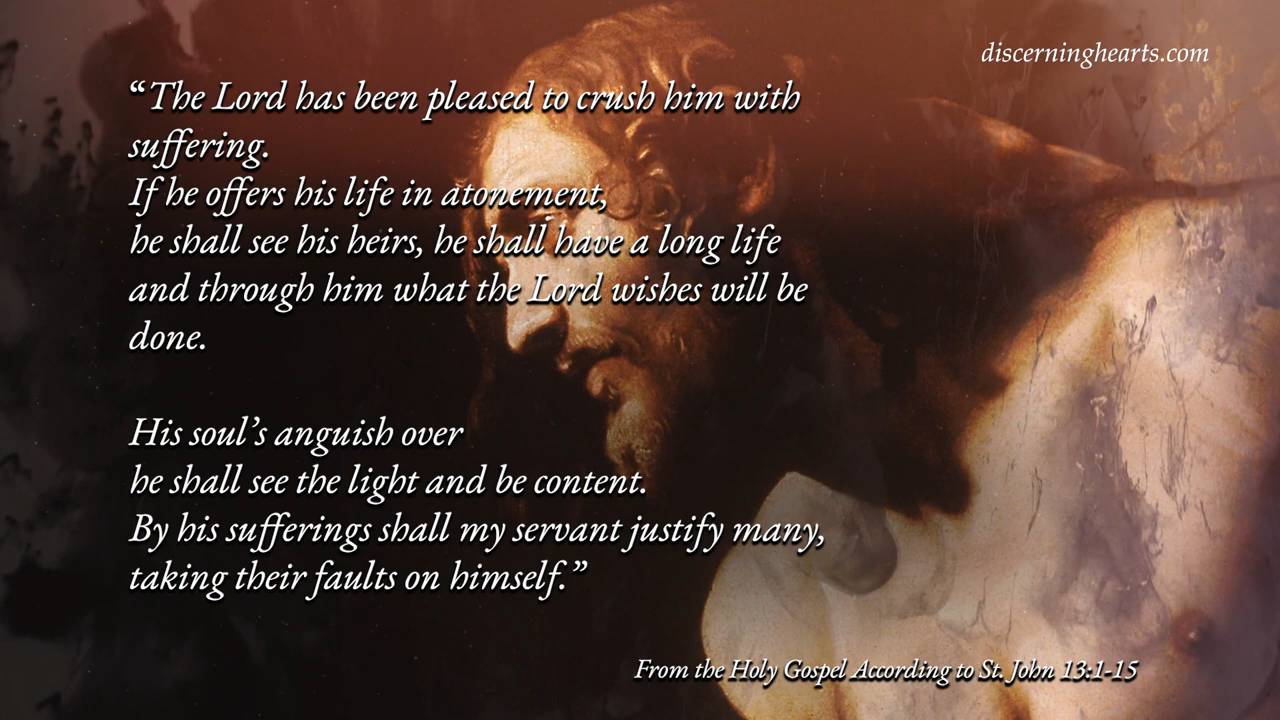 discerninghearts.com
“The Lord has been pleased to crush him with
suffering.
If he offers his life in atonement,
he shall see his heirs, he shall have a long life
and through him what the Lord wishes will be
done.
His soul’s anguish over
he shall see the light and be content.
By his sufferings shall my servant justify many,
taking their faults on himself.”
From the Holy Gospel According to St. John 13:1-15